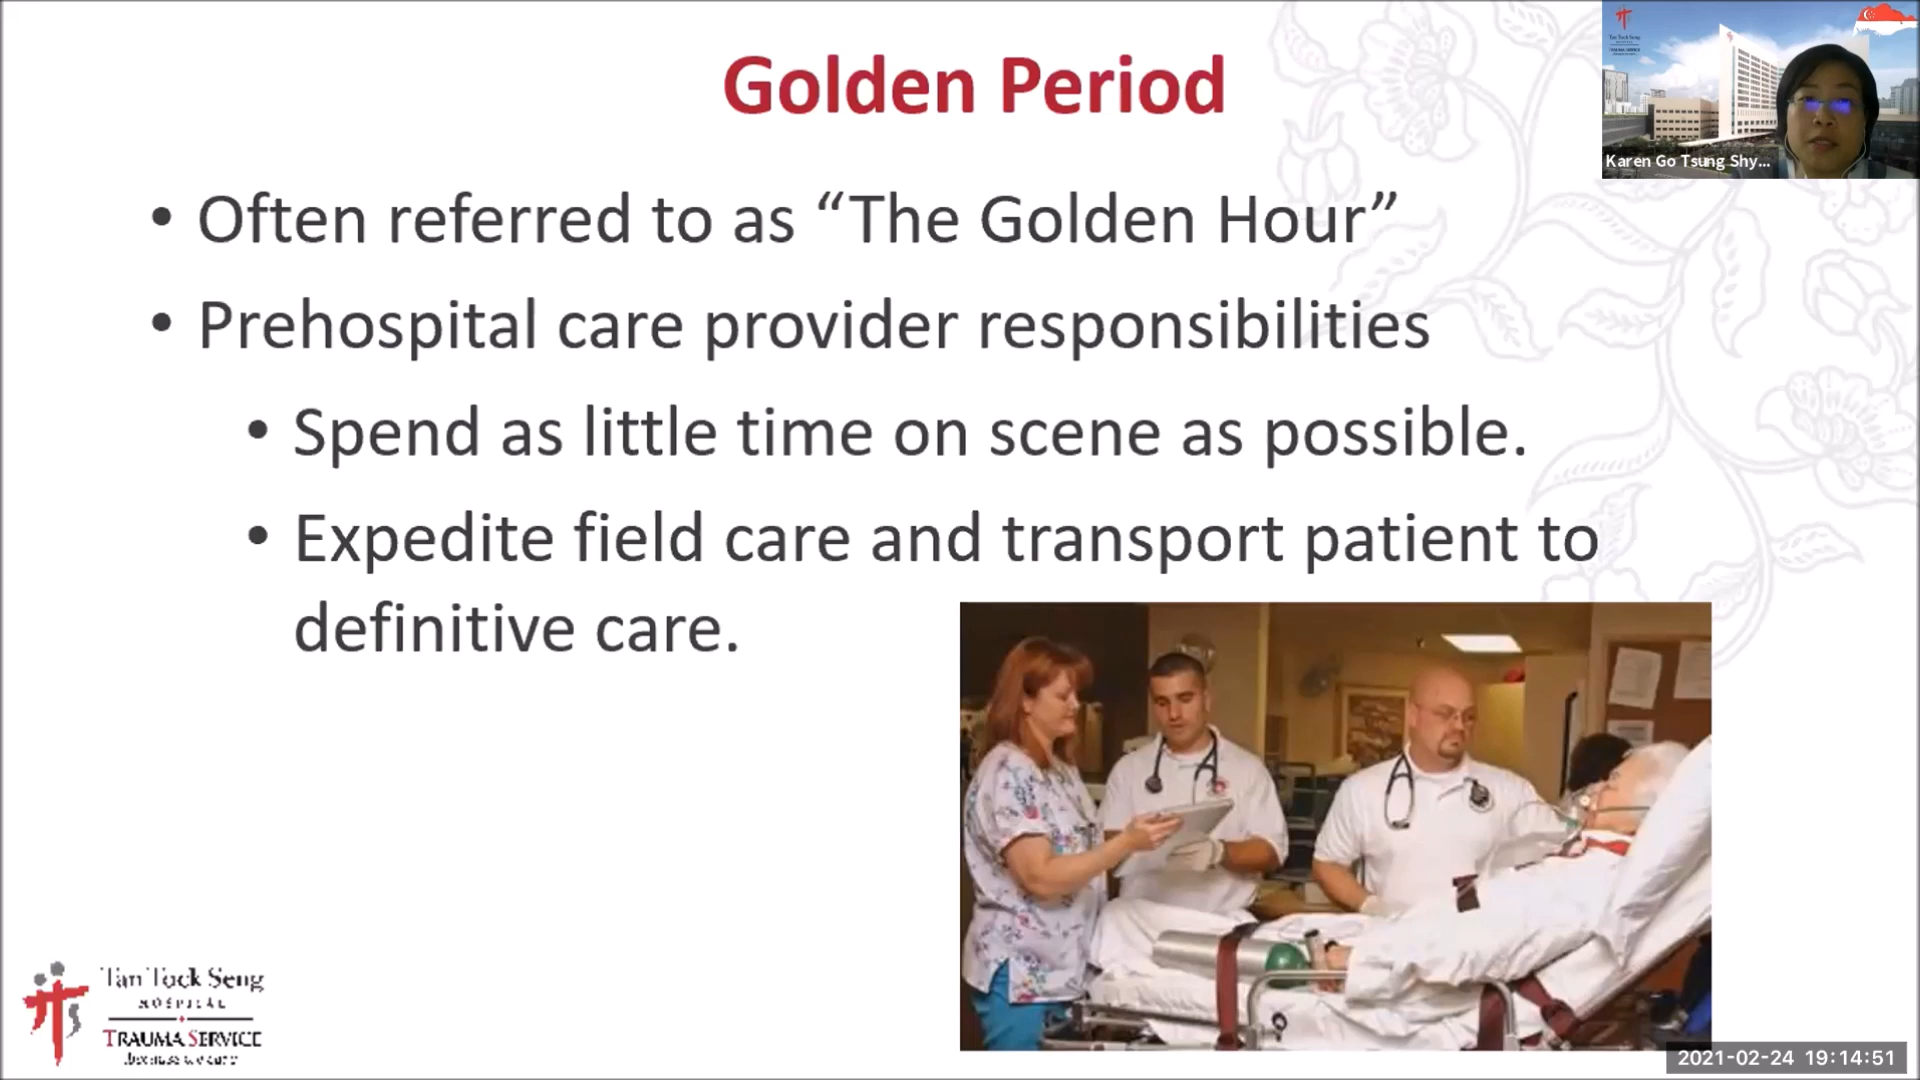 Golden Period
Karen Go Tsung Shy...
• Often referred to as “The Golden Hour”
• Prehospital care provider responsibilities
• Spend as little time on scene as possible.
• Expedite field care and transport patient to
definitive care.
Tan Tock Seng
HOSPITAL
TRAUMA SERVICE
2021-02-24 19:14:51